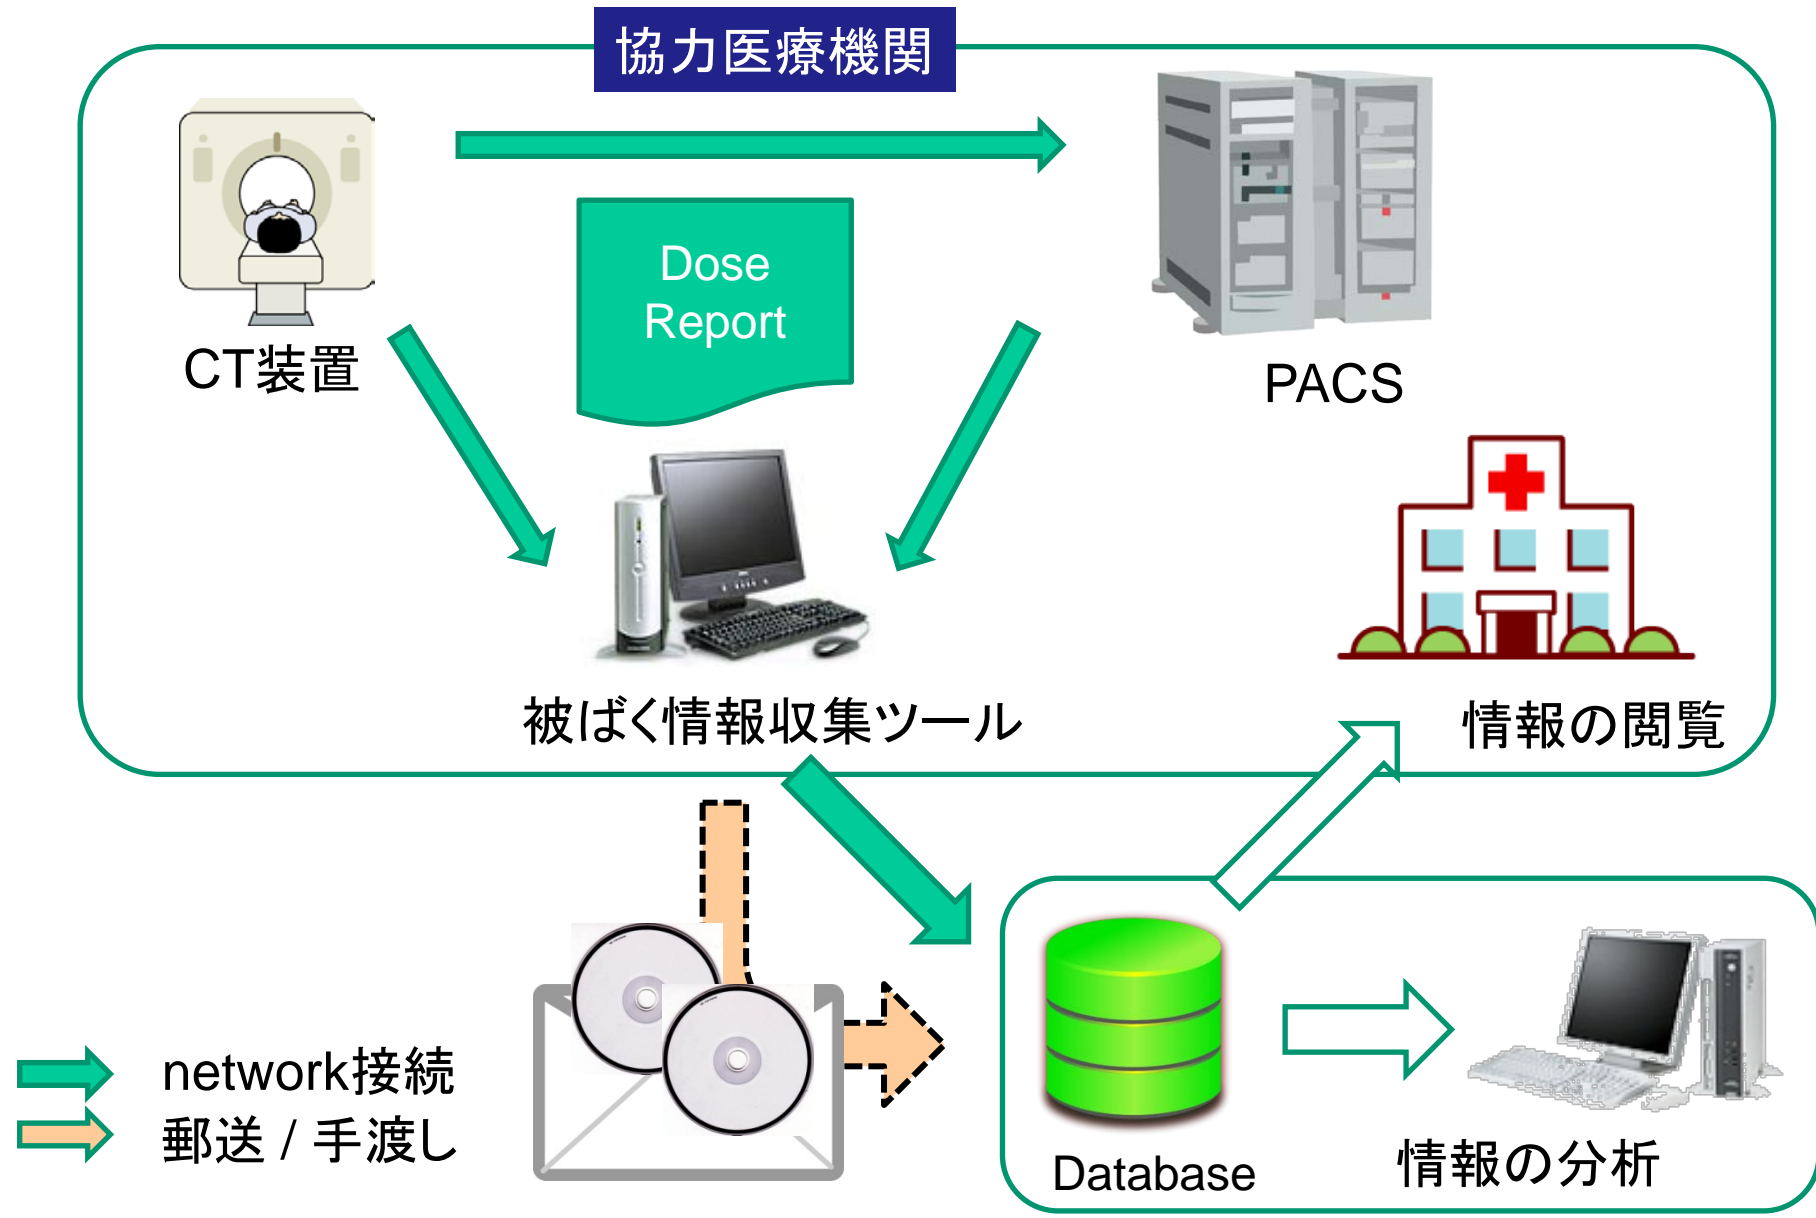 協力医療機関
Dose
Report
CT装置
PACS
被ばく情報収集ツール
情報の閲覧
network接続
郵送 / 手渡し
Database
情報の分析